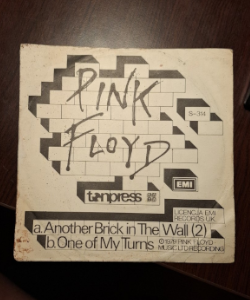 PINK
S-314
FLOYD
tonpress
EMI
LICENCJA EMI
RECORDS UK.
a. Another Brick in The Wall (2)
b. One of My Turns
© 1979 PINK FLOYD
MUSIC LTD RECORDING